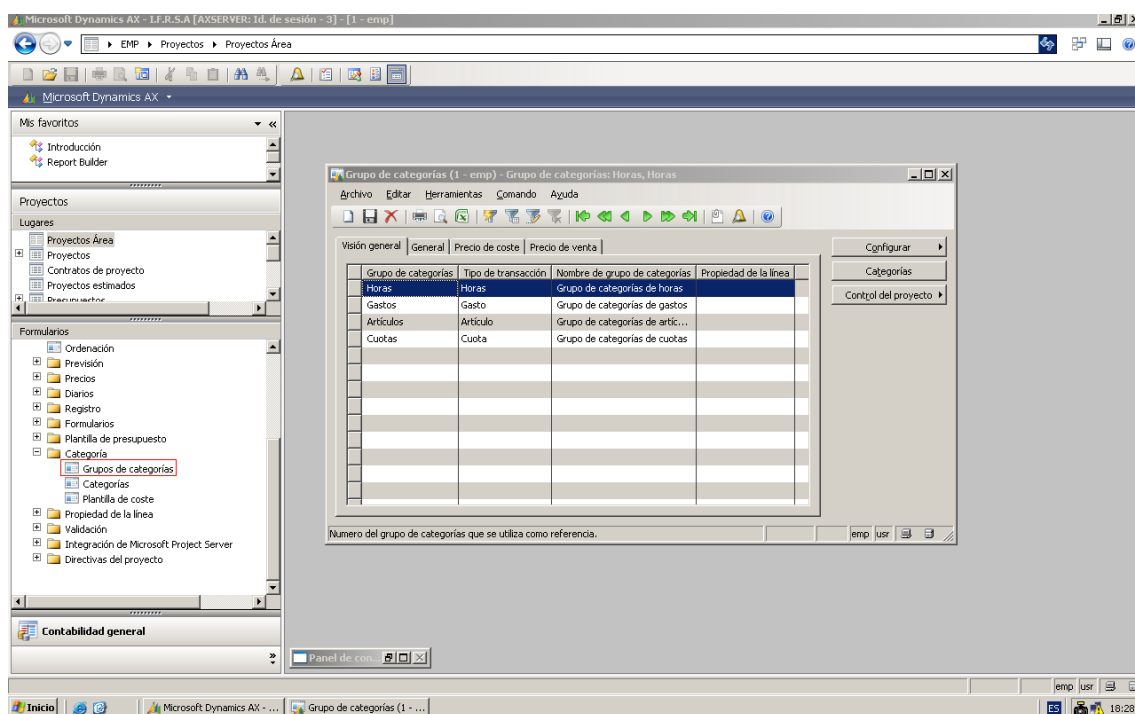 Microsoft Dynamics AX - I.F.R.S.A [AXSERVER: Id. de sesión - 3] - [1 - emp]
EMP Proyectos Proyectos Área
Microsoft Dynamics AX
Mis favoritos
Introducción
Report Builder
Proyectos
Lugares
Proyectos Área
Proyectos
Contratos de proyecto
Proyectos estimados
Presupuestos
Formularios
Ordenación
Previsión
Precios
Diarios
Registro
Formularios
Plantilla de presupuesto
Categoría
Grupos de categorías
Categorías
Plantilla de coste
Propiedad de la línea
Validación
Integración de Microsoft Project Server
Directivas del proyecto
Contabilidad general
Grupo de categorías (1 - emp) - Grupo de categorías: Horas, Horas
Archivo Editar Herramientas Comando Ayuda
Visión general General Precio de coste Precio de venta
Grupo de categorías Tipo de transacción Nombre de grupo de categorías Propiedad de la línea
Horas Horas Grupo de categorías de horas
Gastos Gasto Grupo de categorías de gastos
Artículos Artículo Grupo de categorías de artíc...
Cuotas Cuota Grupo de categorías de cuotas
Configurar
Categorías
Control del proyecto
Numero del grupo de categorías que se utiliza como referencia.
emp usr
Panel de con...
emp usr
Inicio Microsoft Dynamics AX - ... Grupo de categorías (1 - ... ES 18:28